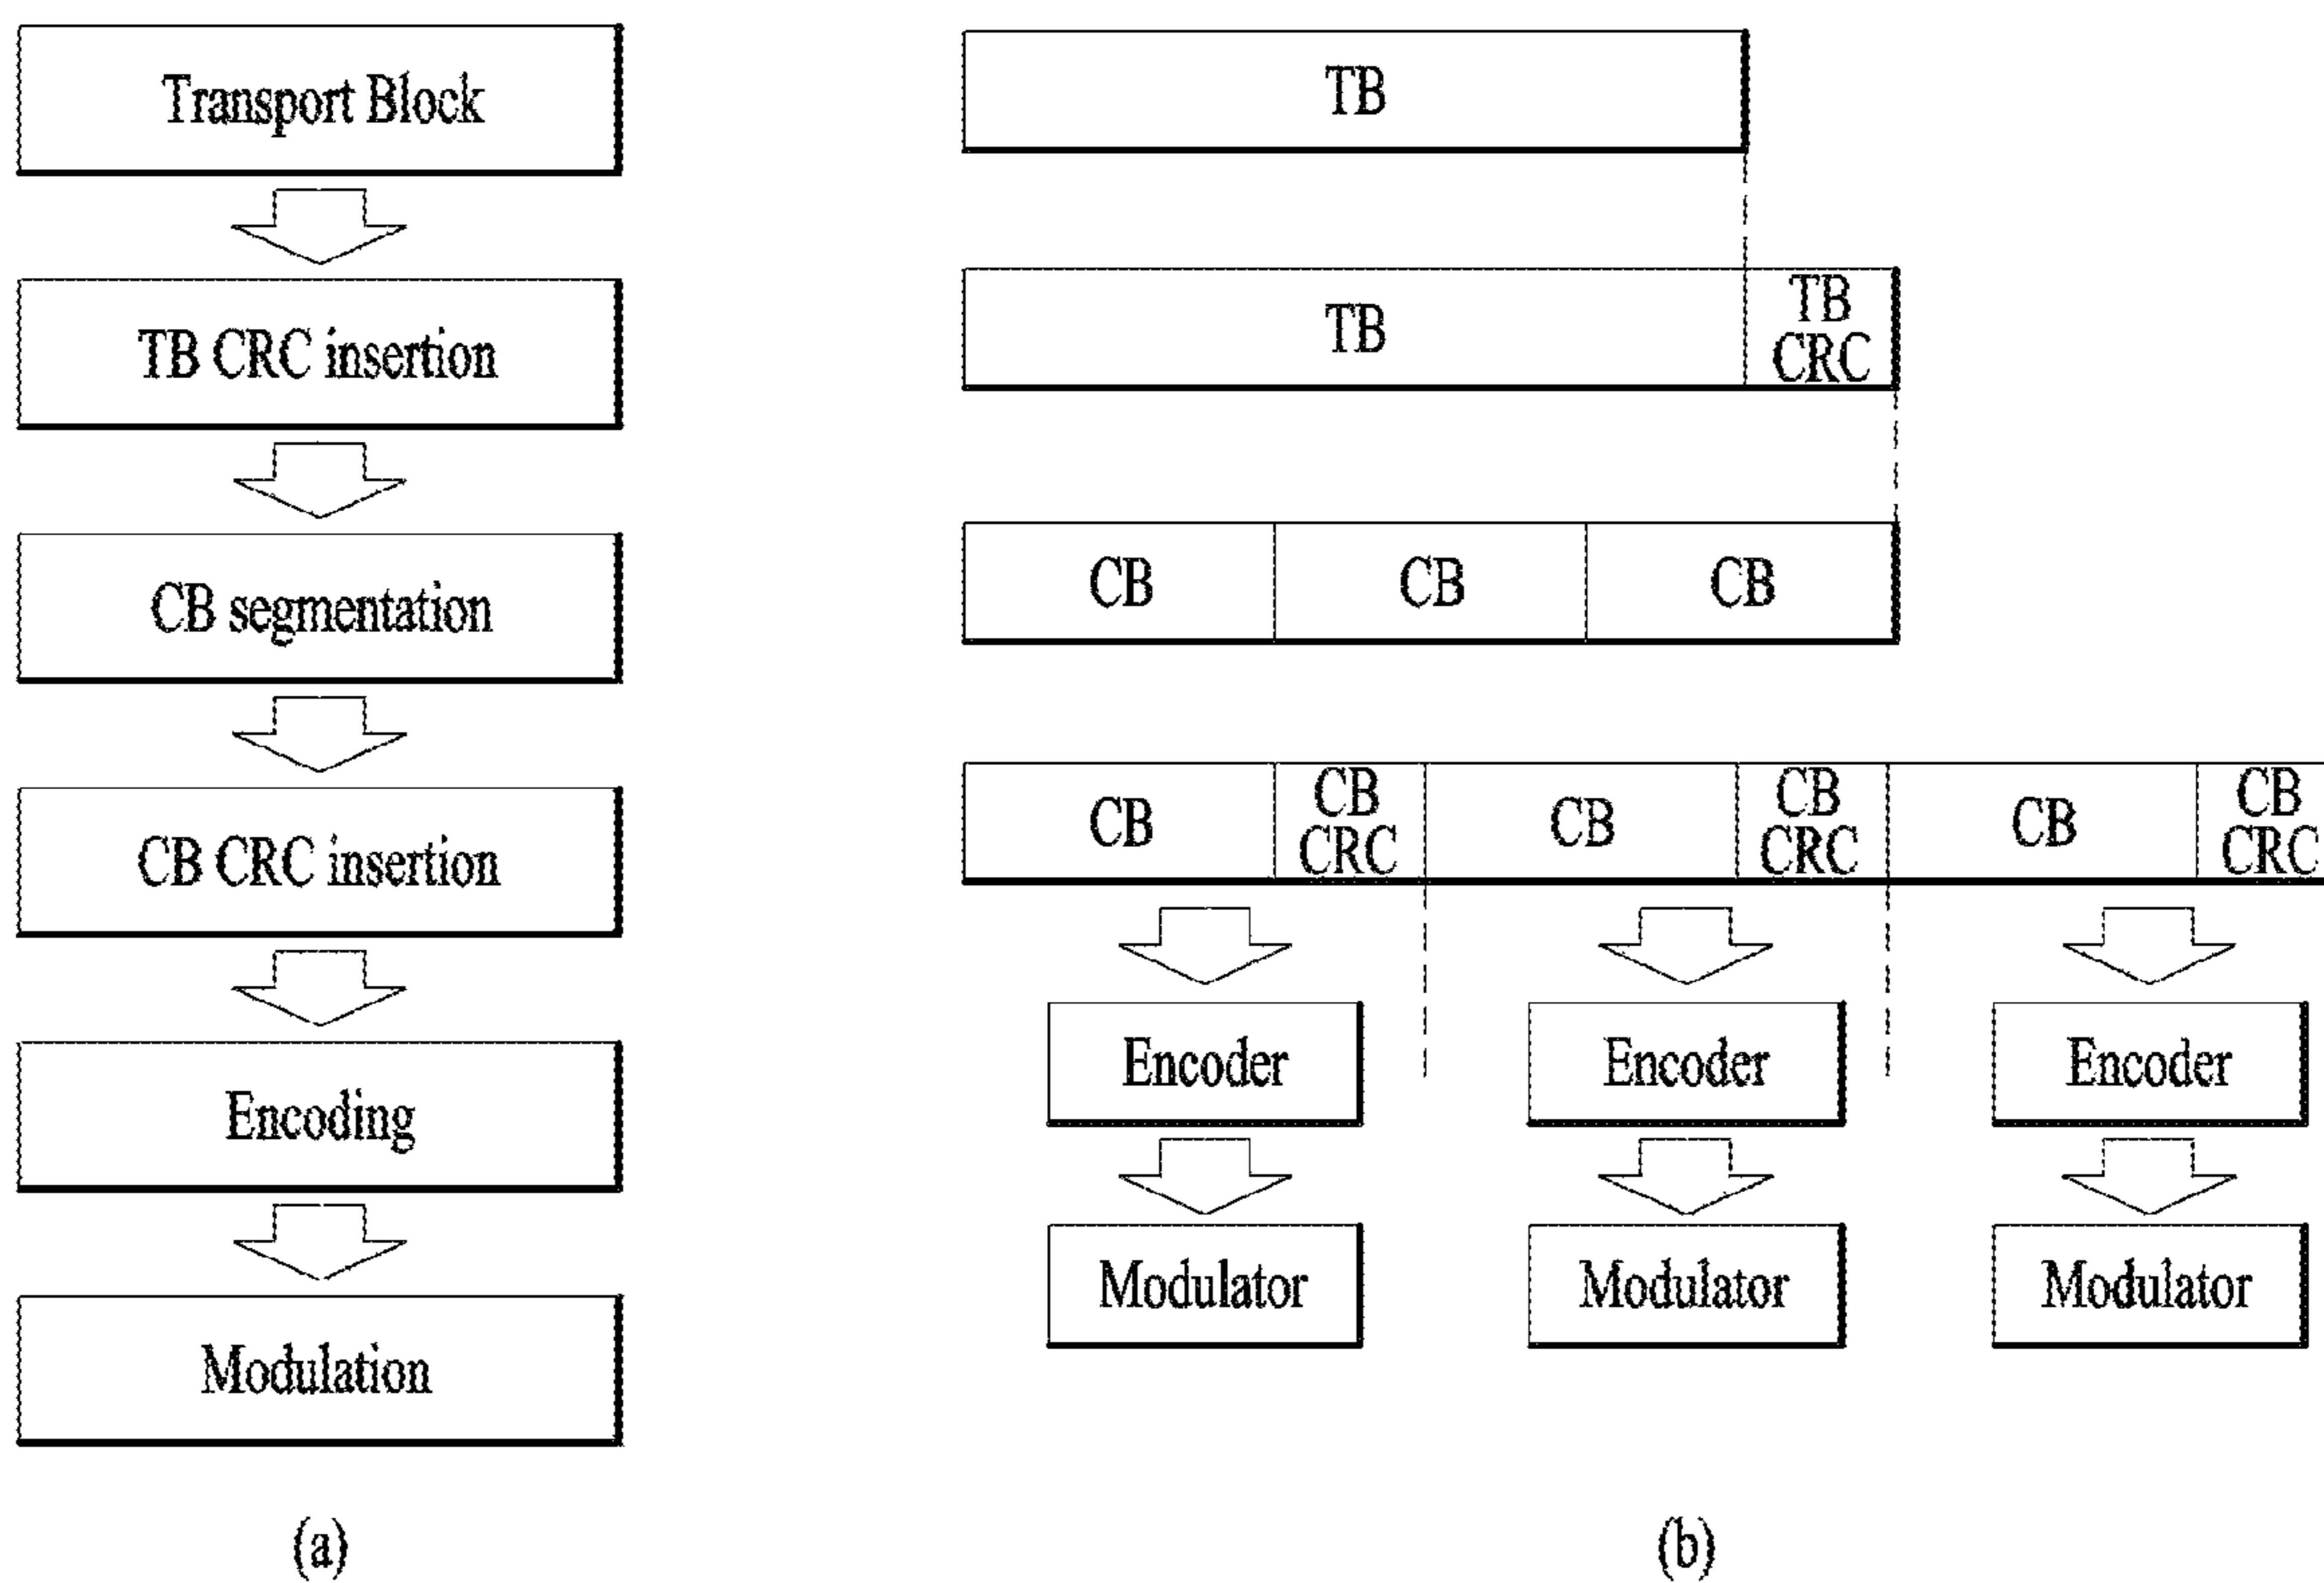 Transport Block
TB CRC insertion
CB segmentation
CB CRC insertion
Encoding
Modulation
(a)
TB
TB
TB
CRC
CB
CB
CB
CB
CB
CRC
CB
CB
CRC
CB
CB
CRC
Encoder
Encoder
Encoder
Modulator
Modulator
Modulator
(b)